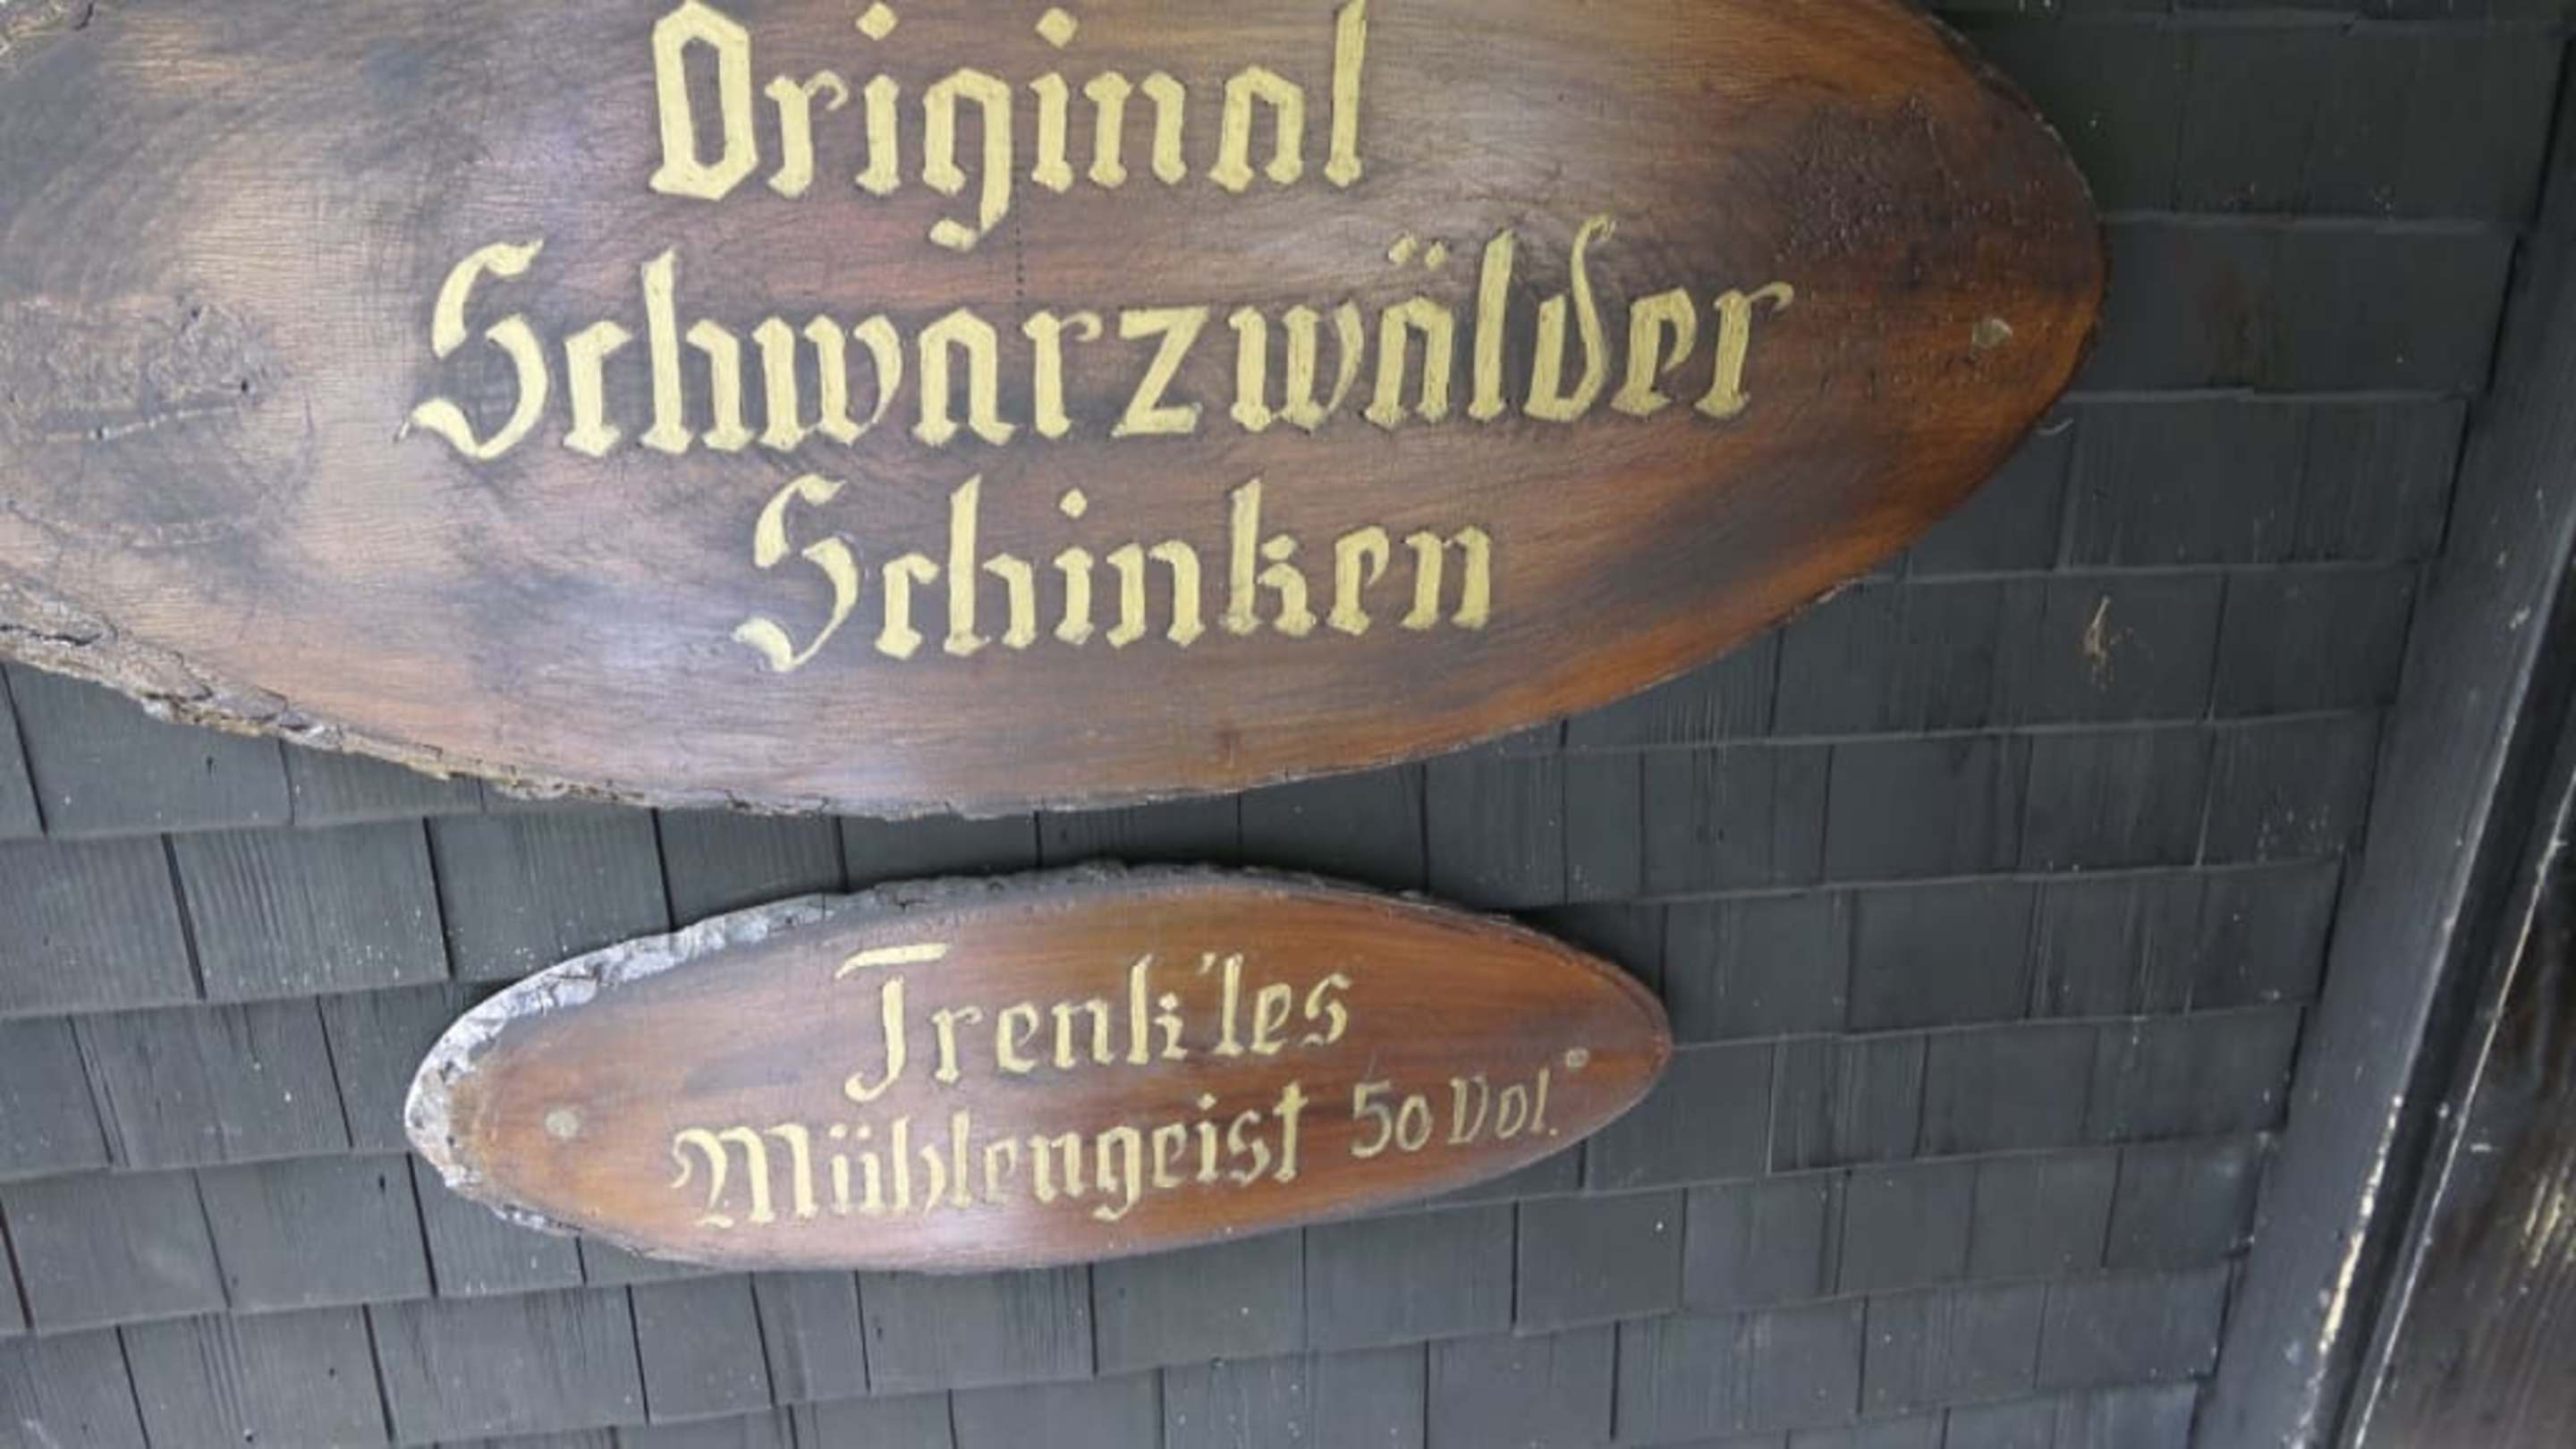 Original
Schwarzwälder
Schinken
Trenk'les
Mühlengeist 50 Vol.